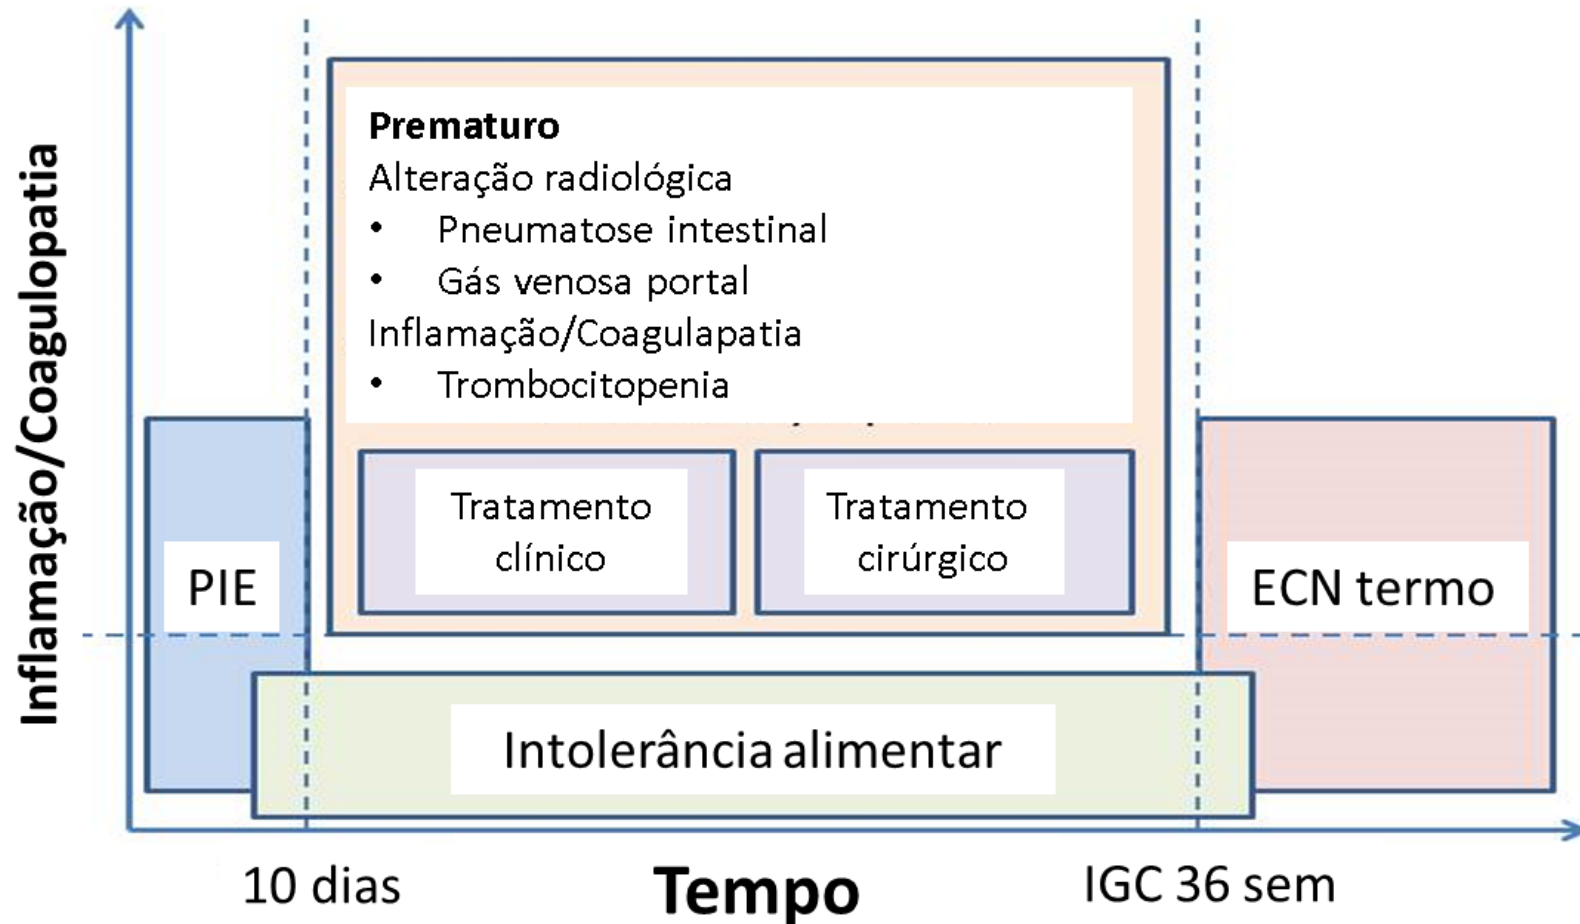 Inflamação/Coagulopatia
Prematuro
Alteração radiológica
• Pneumatose intestinal
• Gás venosa portal
Inflamação/Coagulapatia
• Trombocitopenia
Tratamento
clínico
Tratamento
cirúrgico
PIE
ECN termo
Intolerância alimentar
10 dias
Tempo
IGC 36 sem